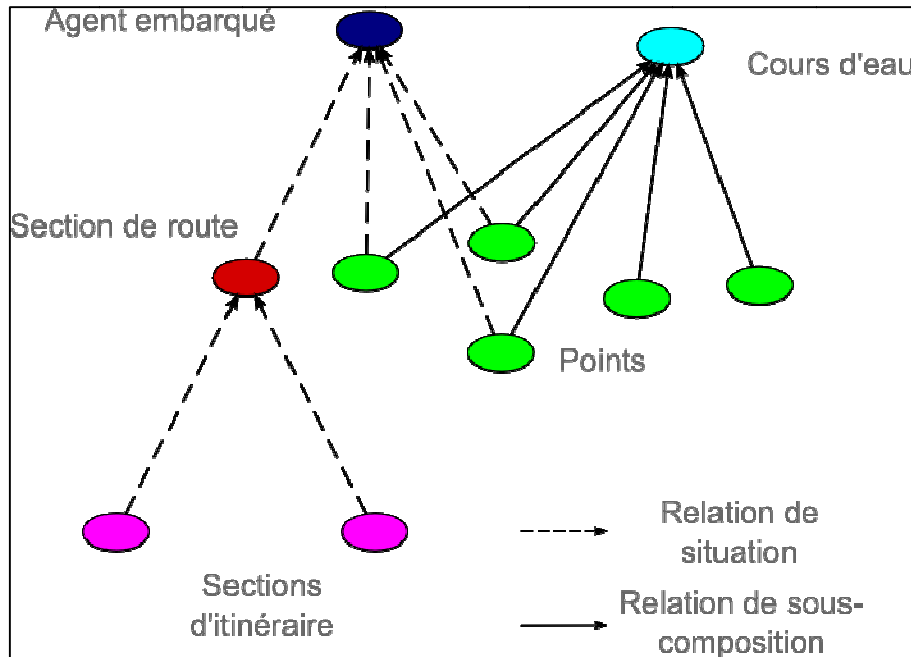 Agent embarqué
Cours d'eau
Section de route
Points
Relation de
situation
Sections
d'itinéraire
Relation de sous-
composition